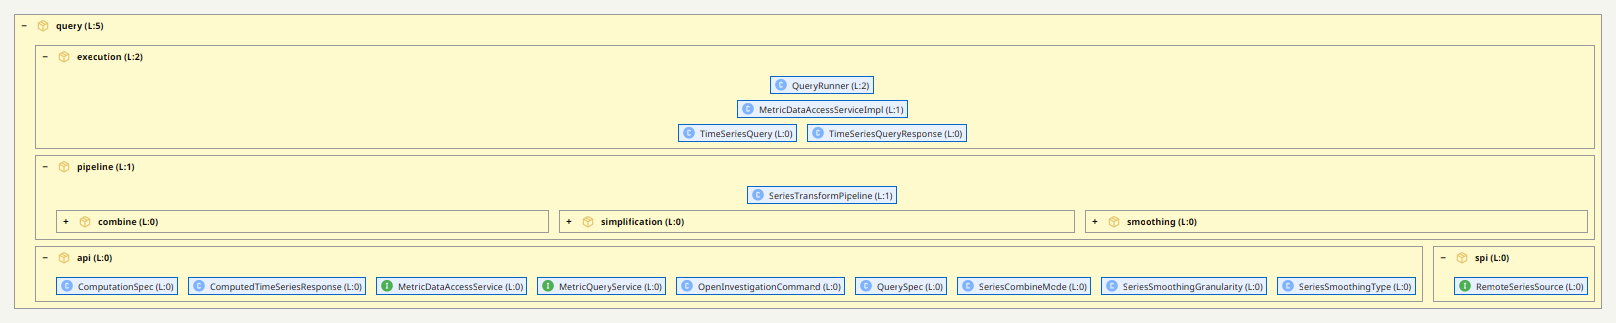 − query (L:5)
− execution (L:2)
C QueryRunner (L:2)
C MetricDataAccessServiceImpl (L:1)
C TimeSeriesQuery (L:0) C TimeSeriesQueryResponse (L:0)
− pipeline (L:1)
C SeriesTransformPipeline (L:1)
+ combine (L:0) + simplification (L:0) + smoothing (L:0)
− api (L:0) − spi (L:0)
C ComputationSpec (L:0) C ComputedTimeSeriesResponse (L:0) I MetricDataAccessService (L:0) I MetricQueryService (L:0) C OpenInvestigationCommand (L:0) C QuerySpec (L:0) C SeriesCombineMode (L:0) C SeriesSmoothingGranularity (L:0) C SeriesSmoothingType (L:0) I RemoteSeriesSource (L:0)